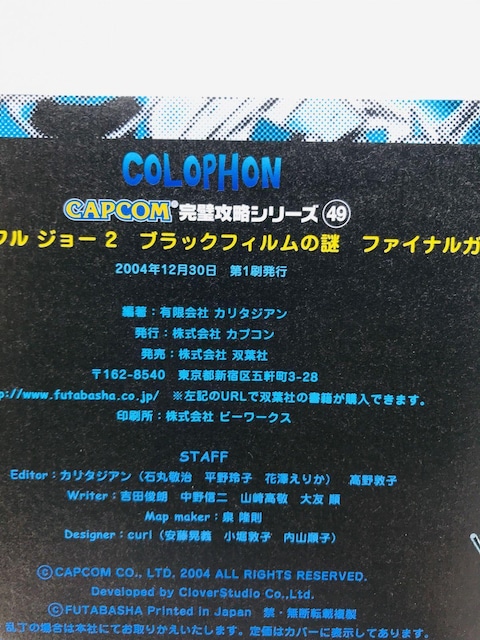 COLOPHON
CAPCOM® 完璧攻略シリーズ 49
フル ジョー 2 ブラックフィルムの謎 ファイナルガ
2004年12月30日 第1刷発行
編著:有限会社 カリタジアン
発行:株式会社 カプコン
発売:株式会社 双葉社
〒162-8540 東京都新宿区五軒町3-28
p://www.futabasha.co.jp/ ※左記のURLで双葉社の書籍が購入できます。
印刷所:株式会社 ビーワークス
STAFF
Editor:カリタジアン(石丸敬治 平野玲子 花澤えりか)高野敦子
Writer:吉田俊朗 中野信二 山崎高敬 大友 順
Map maker:泉 隆則
Designer:curl(安藤晃義 小堀敦子 内山順子)
©CAPCOM CO., LTD. 2004 ALL RIGHTS RESERVED.
Developed by CloverStudio Co.,Ltd.
©FUTABASHA Printed in Japan 禁・無断転載複製
乱丁の場合は本社にてお取りかえいたします。定価はカバーに表示してあります。